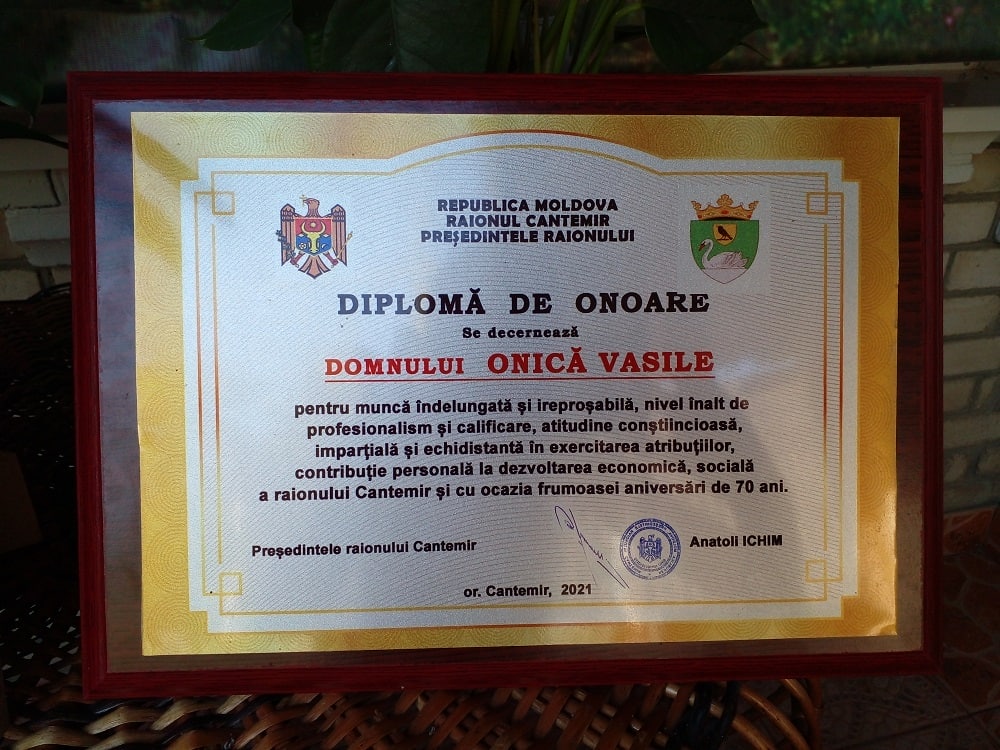 REPUBLICA MOLDOVA
RAIONUL CANTEMIR
PREȘEDINTELE RAIONULUI
DIPLOMĂ DE ONOARE
Se decernează
DOMNULUI ONICĂ VASILE
pentru muncă îndelungată și ireproșabilă, nivel înalt de
profesionalism și calificare, atitudine conștiincioasă,
imparțială și echidistantă în exercitarea atribuțiilor,
contribuție personală la dezvoltarea economică, socială
a raionului Cantemir și cu ocazia frumoasei aniversări de 70 ani.
Președintele raionului Cantemir
Anatoli ICHIM
or. Cantemir, 2021